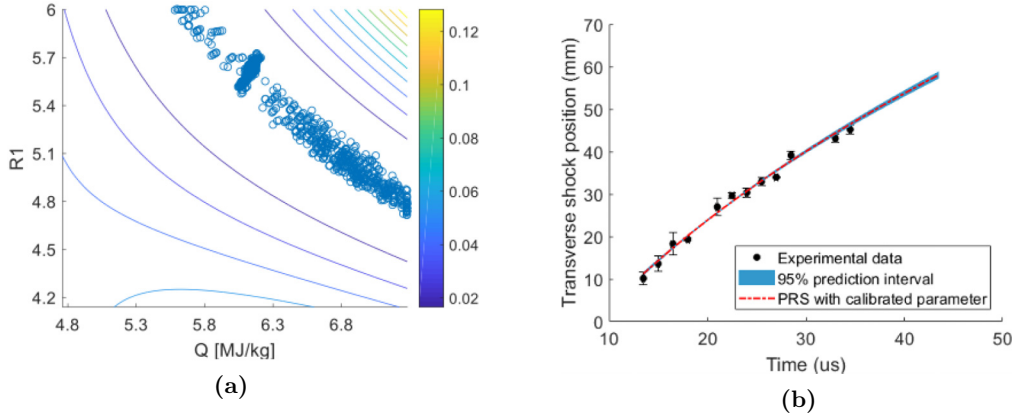 6
5.7
5.4
5.1
4.8
4.5
4.2
R1
4.8 5.3 5.8 6.3 6.8
Q [MJ/kg]
0.12
0.1
0.08
0.06
0.04
0.02
(a)
70
60
50
40
30
20
10
0
Transverse shock position (mm)
Experimental data
95% prediction interval
PRS with calibrated parameter
10 20 30 40 50
Time (us)
(b)